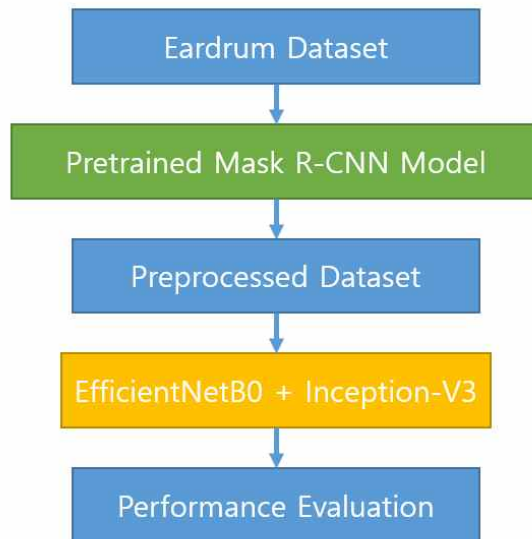 Eardrum Dataset
Pretrained Mask R-CNN Model
Preprocessed Dataset
EfficientNetB0 + Inception-V3
Performance Evaluation